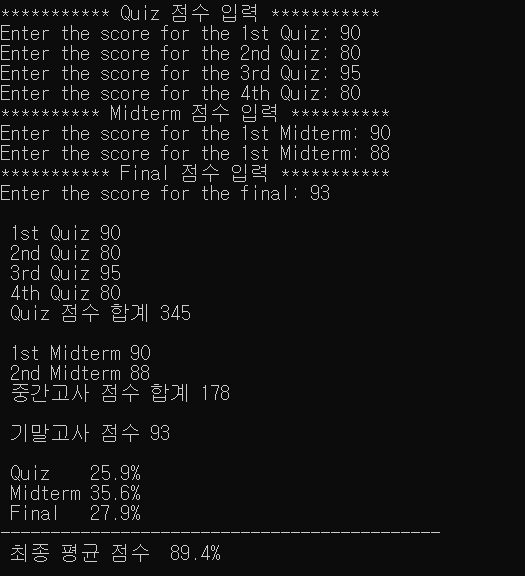 *********** Quiz 점수 입력 ***********
Enter the score for the 1st Quiz: 90
Enter the score for the 2nd Quiz: 80
Enter the score for the 3rd Quiz: 95
Enter the score for the 4th Quiz: 80
********** Midterm 점수 입력 **********
Enter the score for the 1st Midterm: 90
Enter the score for the 1st Midterm: 88
*********** Final 점수 입력 ***********
Enter the score for the final: 93
1st Quiz 90
2nd Quiz 80
3rd Quiz 95
4th Quiz 80
Quiz 점수 합계 345
1st Midterm 90
2nd Midterm 88
중간고사 점수 합계 178
기말고사 점수 93
Quiz    25.9%
Midterm 35.6%
Final   27.9%
--------------------------------------------
최종 평균 점수  89.4%